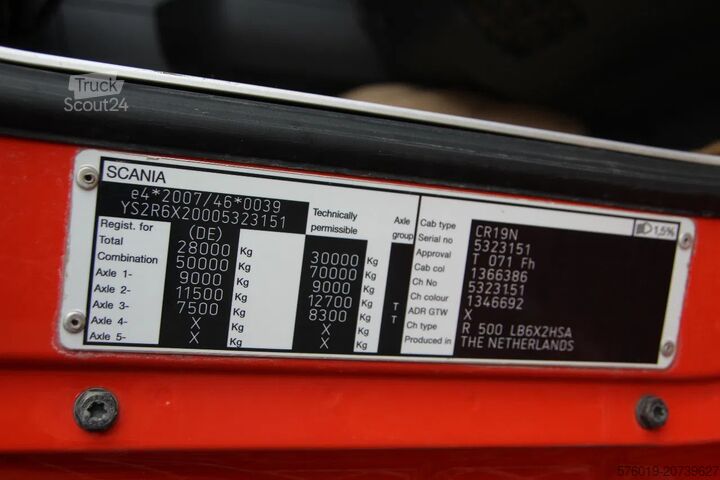 Truck
Scout24
SCANIA
e4*2007/46*0039
YS2R6X20005323151
Regist. for (DE) Technically permissible Axle group
Total 28000 Kg 30000 Kg
Combination 50000 Kg 70000 Kg
Axle 1- 9000 Kg 9000 Kg
Axle 2- 11500 Kg 12700 Kg T
Axle 3- 7500 Kg 8300 Kg T
Axle 4- X Kg X Kg
Axle 5- X Kg X Kg
1,5%
Cab type CR19N
Serial no 5323151
Approval T 071 Fh
Cab col 1366386
Ch No 5323151
Ch colour 1346692
ADR GTW X
Ch type R 500 LB6X2HSA
Produced in THE NETHERLANDS
576019-20739627